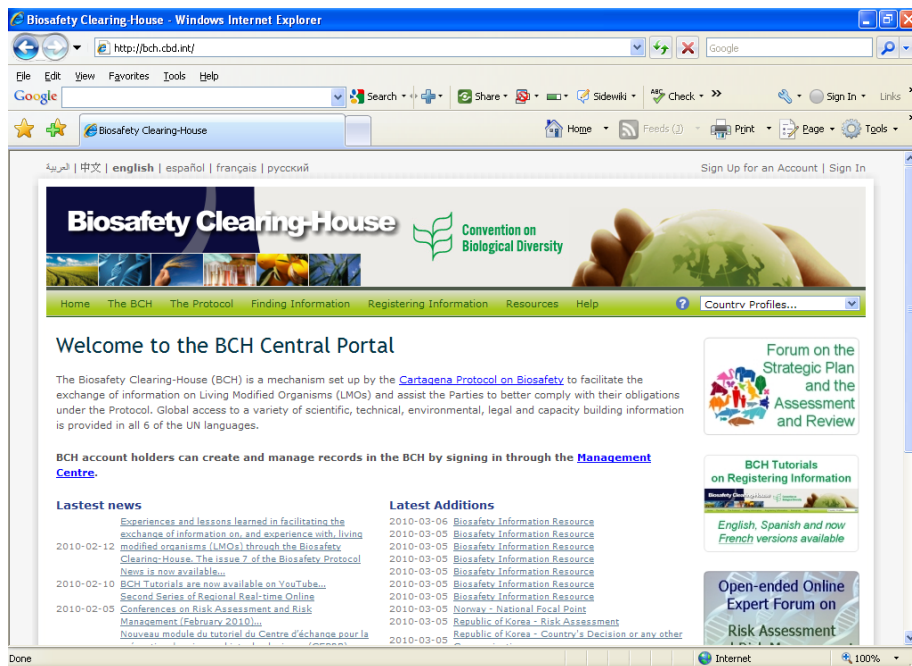 Biosafety Clearing-House - Windows Internet Explorer
http://bch.cbd.int/
Google
File Edit View Favorites Tools Help
Google Search Share Sidewiki ABC Check >> Sign In Links
Biosafety Clearing-House Home Feeds (J) Print Page Tools
العربية | 中文 | english | español | français | русский Sign Up for an Account | Sign In
Biosafety Clearing-House
Convention on
Biological Diversity
Home The BCH The Protocol Finding Information Registering Information Resources Help ? Country Profiles...
Welcome to the BCH Central Portal
The Biosafety Clearing-House (BCH) is a mechanism set up by the Cartagena Protocol on Biosafety to facilitate the
exchange of information on Living Modified Organisms (LMOs) and assist the Parties to better comply with their obligations
under the Protocol. Global access to a variety of scientific, technical, environmental, legal and capacity building information
is provided in all 6 of the UN languages.
BCH account holders can create and manage records in the BCH by signing in through the Management
Centre.
Lastest news
Experiences and lessons learned in facilitating the
exchange of information on, and experience with, living
2010-02-12 modified organisms (LMOs) through the Biosafety
Clearing-House. The issue 7 of the Biosafety Protocol
News is now available...
2010-02-10 BCH Tutorials are now available on YouTube...
Second Series of Regional Real-time Online
2010-02-05 Conferences on Risk Assessment and Risk
Management (February 2010)...
Nouveau module du tutoriel du Centre d'échange pour la
Latest Additions
2010-03-06 Biosafety Information Resource
2010-03-05 Biosafety Information Resource
2010-03-05 Biosafety Information Resource
2010-03-05 Biosafety Information Resource
2010-03-05 Biosafety Information Resource
2010-03-05 Biosafety Information Resource
2010-03-05 Biosafety Information Resource
2010-03-05 Norway - National Focal Point
2010-03-05 Republic of Korea - Risk Assessment
2010-03-05 Republic of Korea - Country's Decision or any other
Forum on the
Strategic Plan
and the
Assessment
and Review
BCH Tutorials
on Registering Information
English, Spanish and now
French versions available
Open-ended Online
Expert Forum on
Risk Assessment
Done Internet 100%